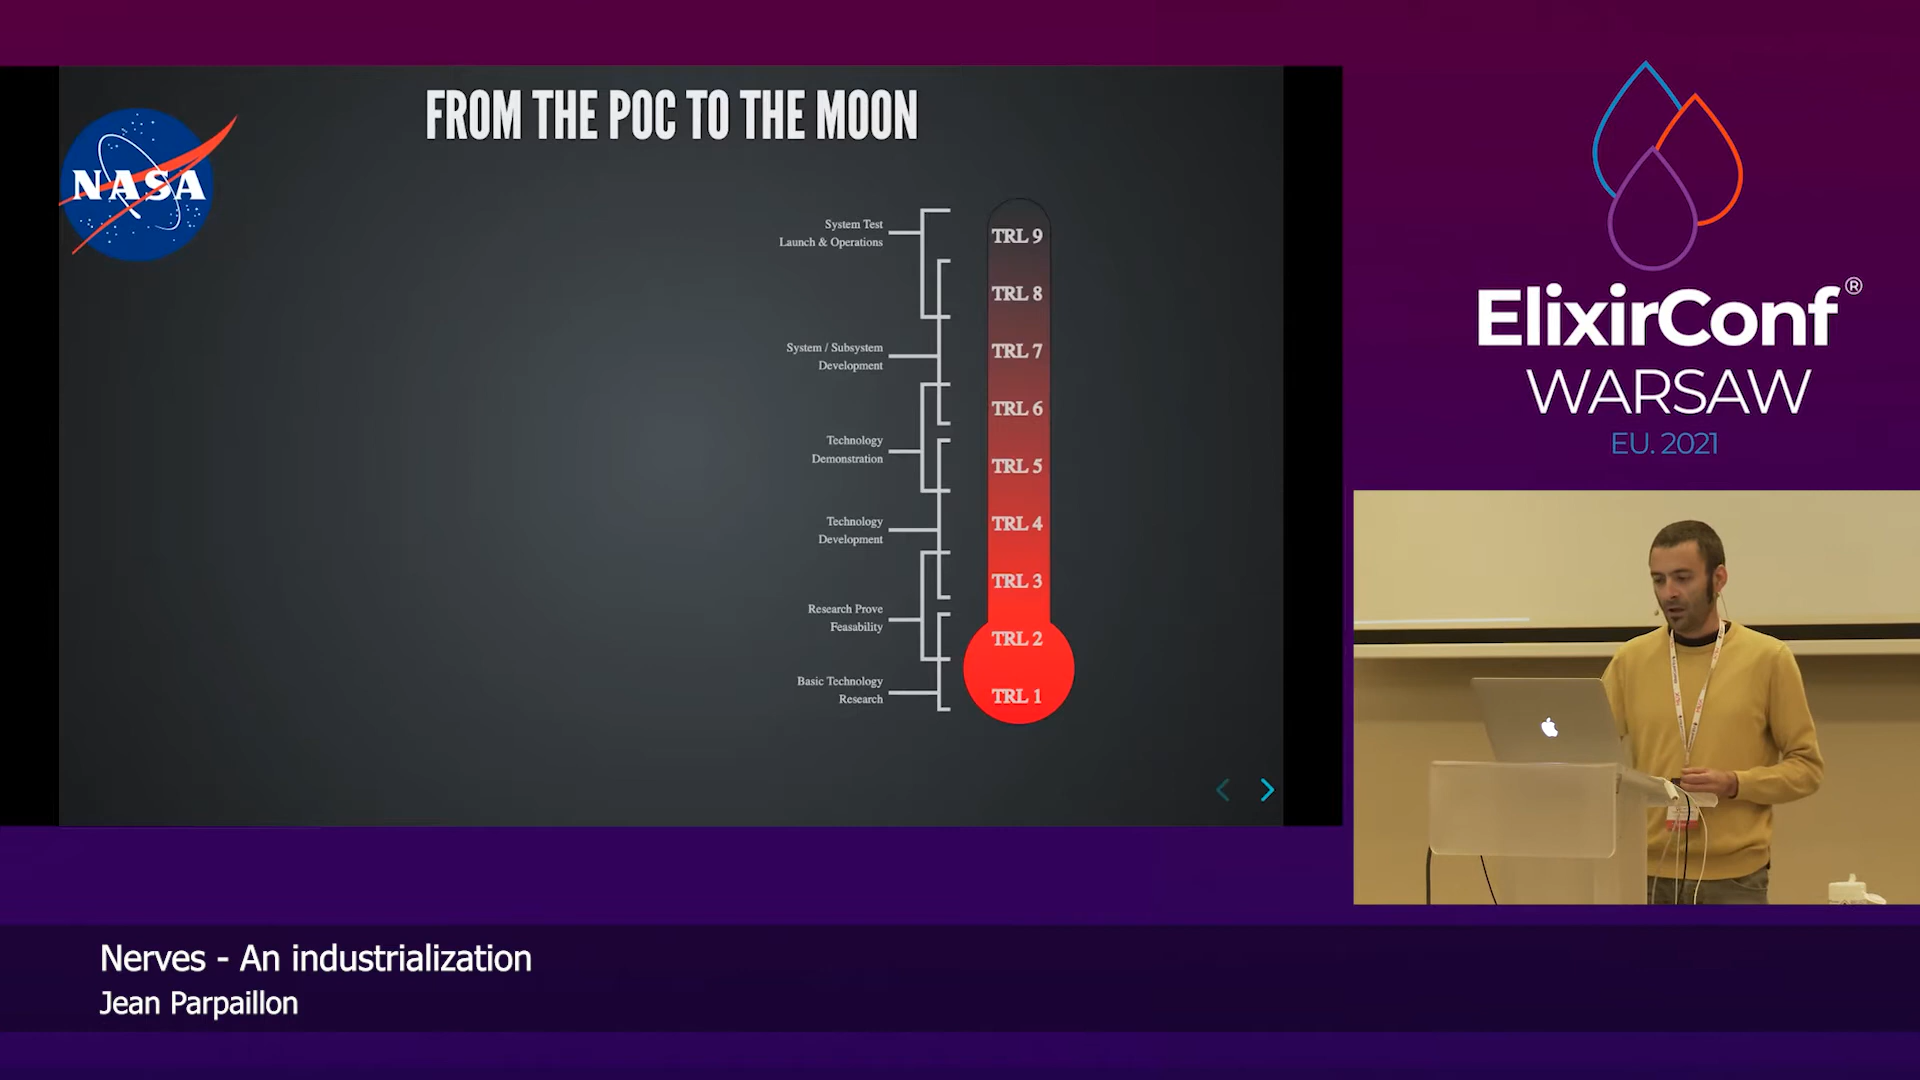 FROM THE POC TO THE MOON
NASA
System Test
Launch & Operations
System / Subsystem
Development
Technology
Demonstration
Technology
Development
Research Prove
Feasability
Basic Technology
Research
TRL 9
TRL 8
TRL 7
TRL 6
TRL 5
TRL 4
TRL 3
TRL 2
TRL 1
ElixirConf®
WARSAW
EU. 2021
Nerves - An industrialization
Jean Parpaillon